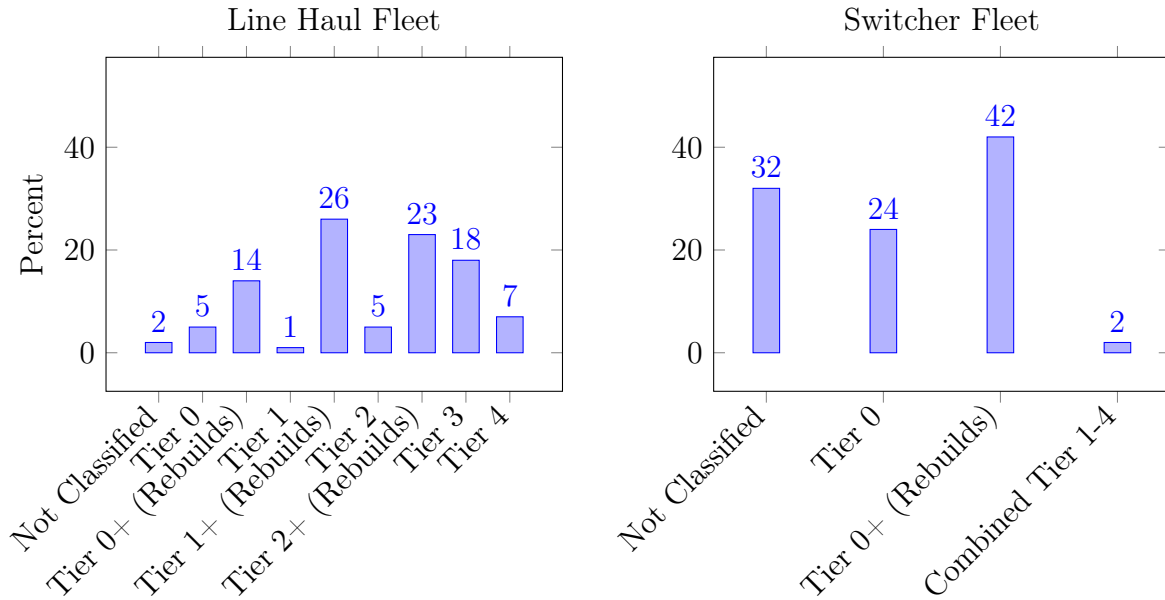 Line Haul Fleet
Percent
40
20
0
2
5
14
1
26
5
23
18
7
Not Classified
Tier 0
Tier 0+ (Rebuilds)
Tier 1
Tier 1+ (Rebuilds)
Tier 2
Tier 2+ (Rebuilds)
Tier 3
Tier 4
Switcher Fleet
40
20
0
32
24
42
2
Not Classified
Tier 0
Tier 0+ (Rebuilds)
Combined Tier 1-4